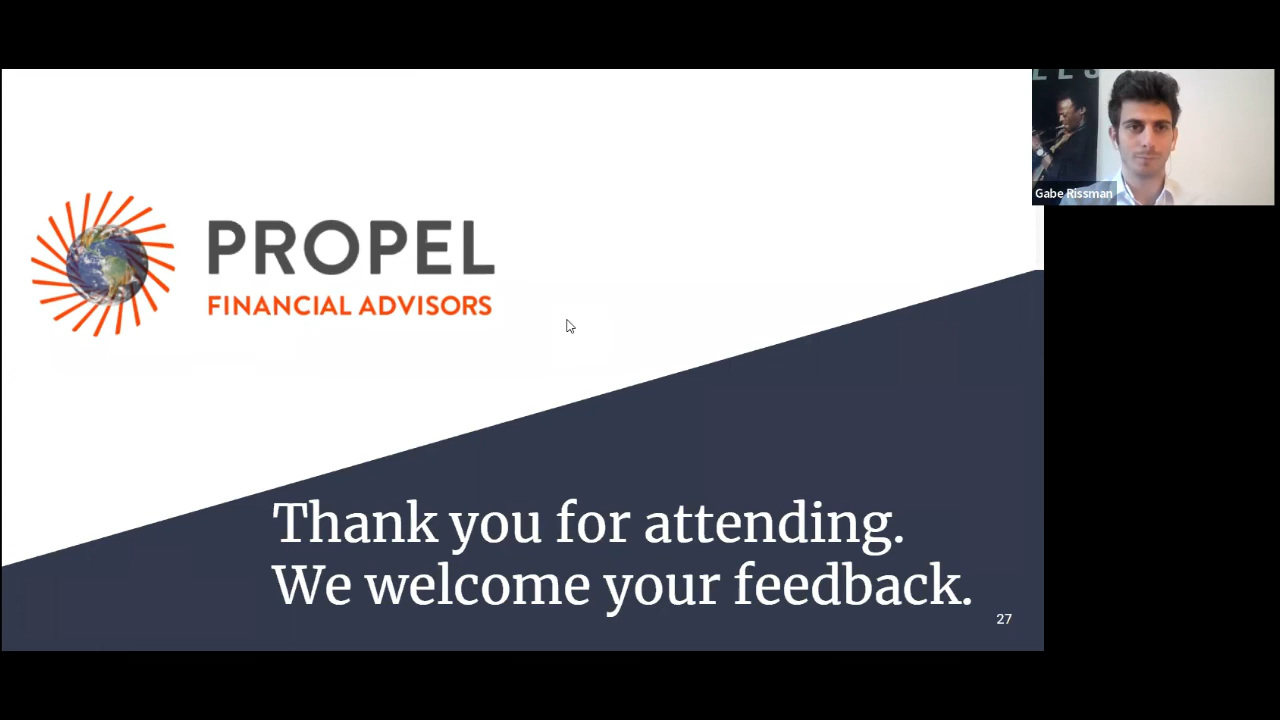 PROPEL
FINANCIAL ADVISORS
Gabe Rissman
Thank you for attending.
We welcome your feedback.
27